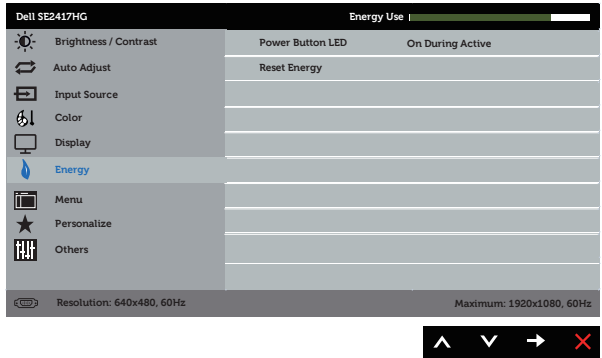 Dell SE2417HG Energy Use
Brightness / Contrast Power Button LED On During Active
Auto Adjust Reset Energy
Input Source
Color
Display
Energy
Menu
Personalize
Others
Resolution: 640x480, 60Hz Maximum: 1920x1080, 60Hz